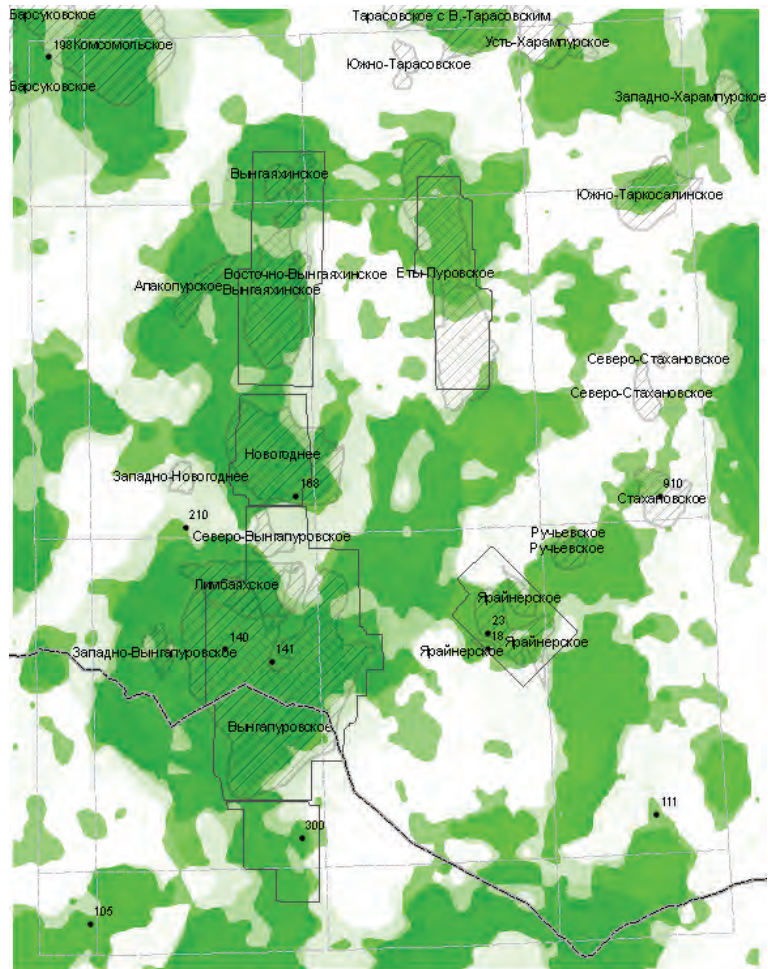 Барсуковское
Тарасовское с В.-Тарасовским
198 Комсомольское
Усть-Харампурское
Южно-Тарасовское
Барсуковское
Западно-Харампурское
Вынгаяхинское
Южно-Таркосалинское
Восточно-Вынгаяхинское
Еты-Пуровское
Апакопурское
Вынгаяхинское
Северо-Стахановское
Северо-Стахановское
Новогоднее
Западно-Новогоднее
168
910
Стахановское
210
Северо-Вынгапуровское
Ручьевское
Ручьевское
Лимбаяхское
Ярайнерское
23
18
Ярайнерское
140
Западно-Вынгапуровское
141
Ярайнерское
Вынгапуровское
111
300
105